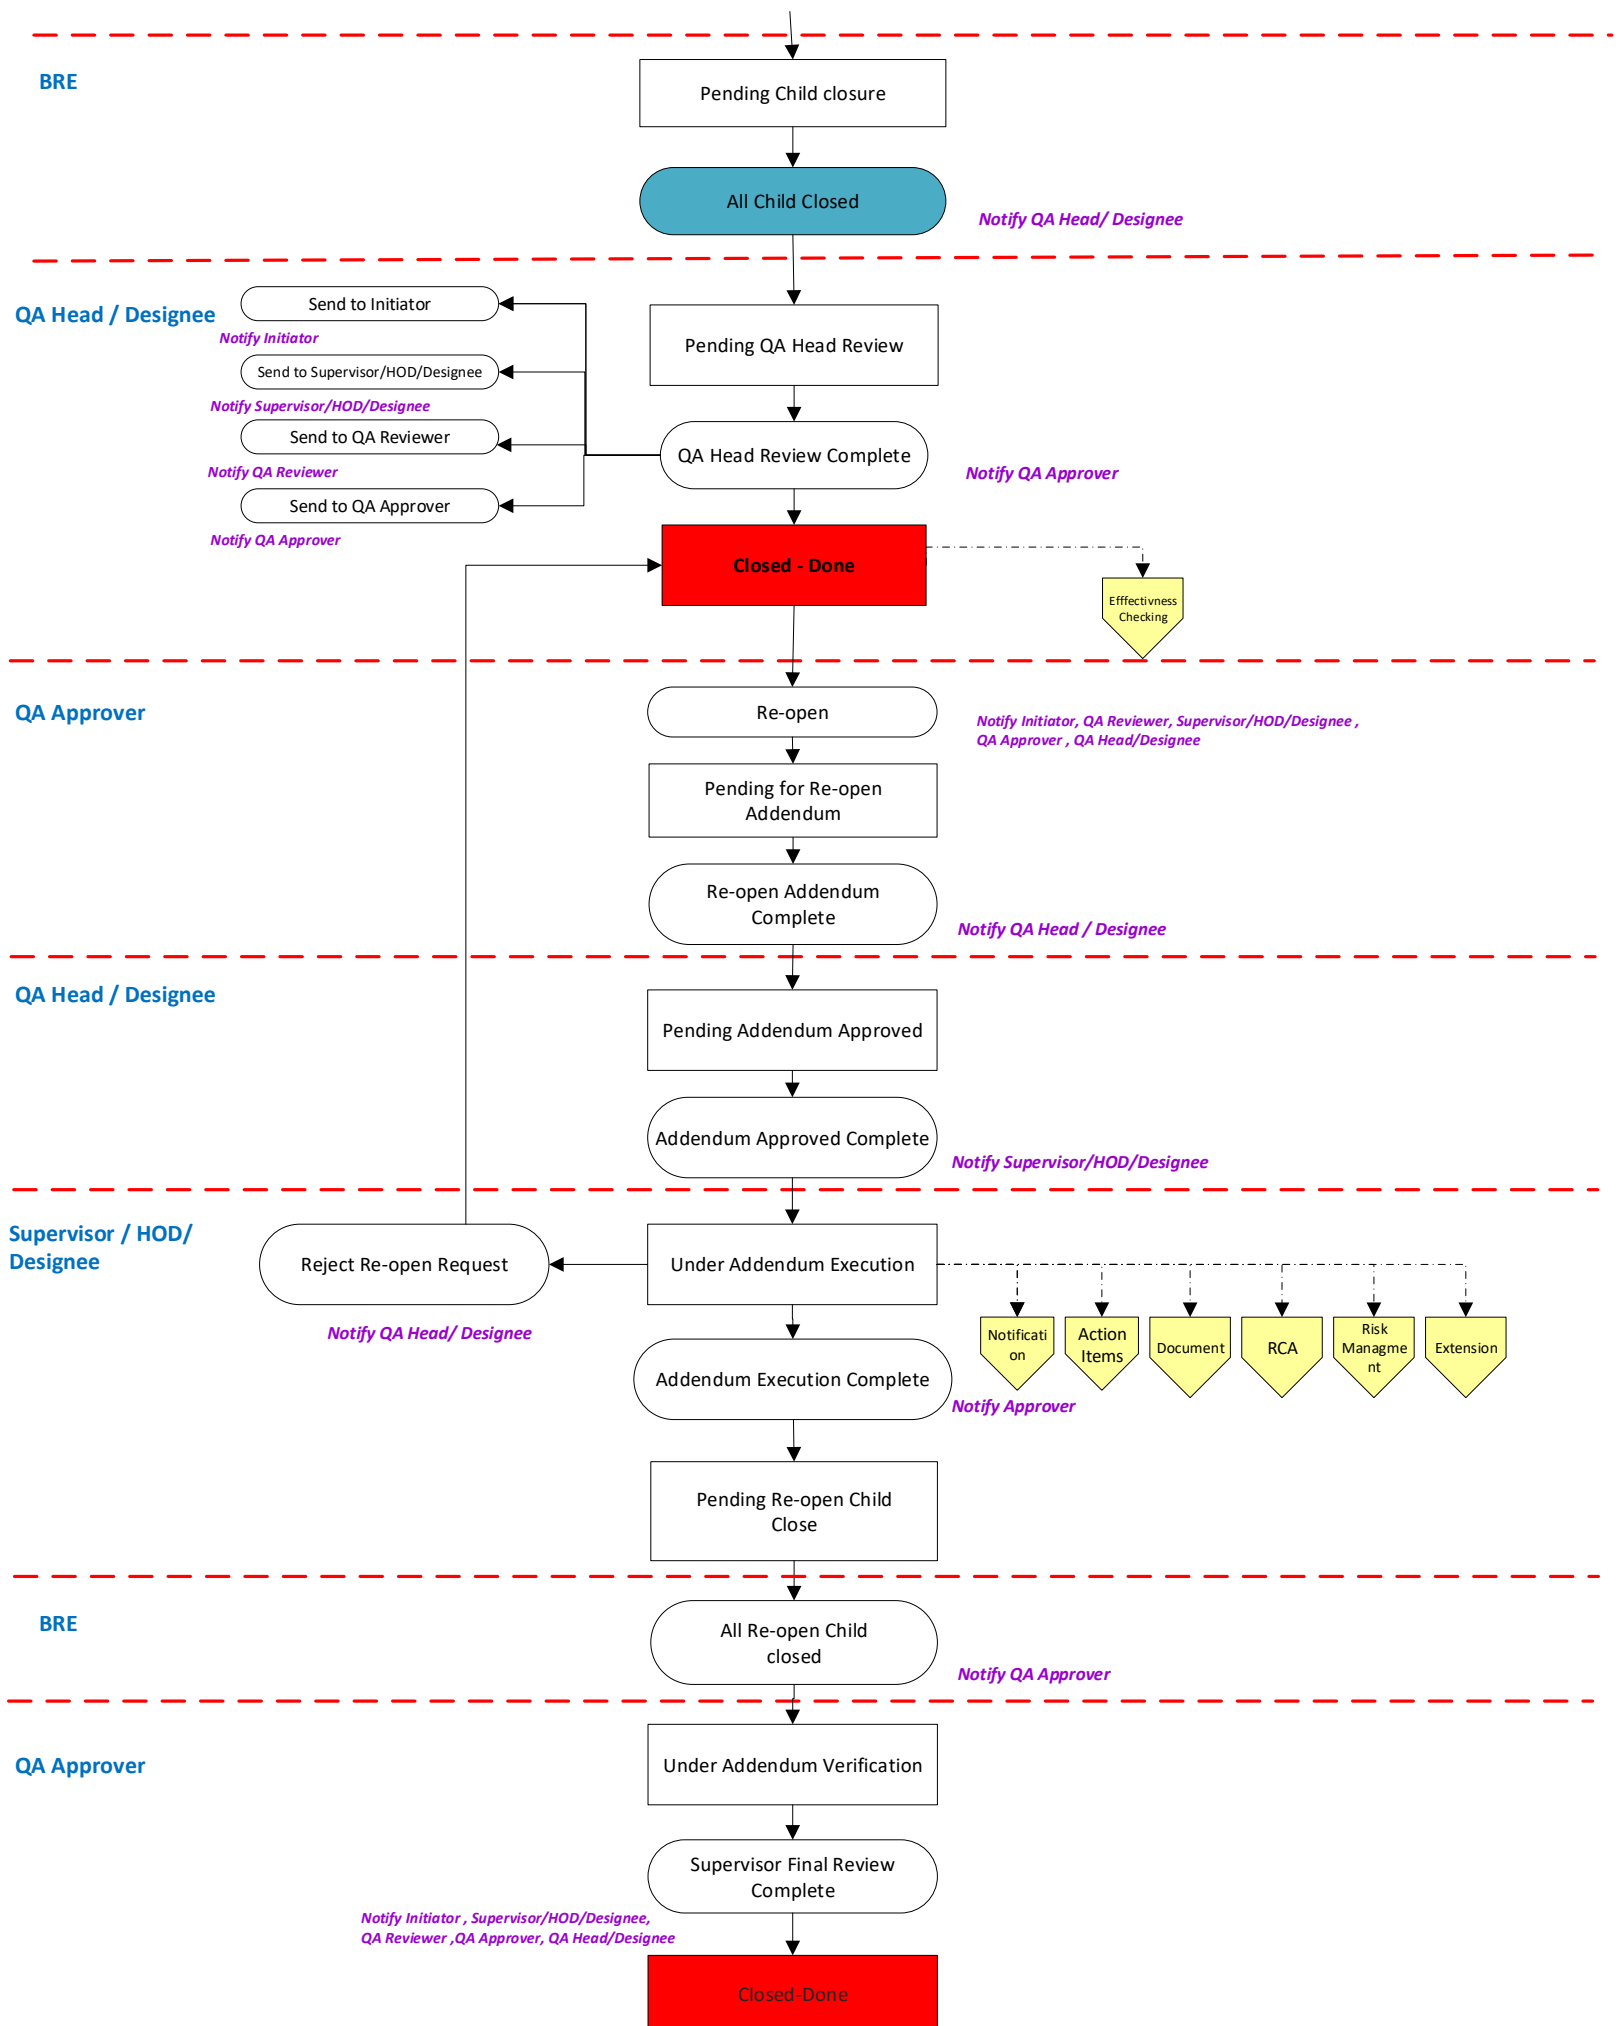 BRE
Pending Child closure
All Child Closed
Notify QA Head/ Designee
QA Head / Designee
Send to Initiator
Notify Initiator
Pending QA Head Review
Send to Supervisor/HOD/Designee
Notify Supervisor/HOD/Designee
Send to QA Reviewer
Notify QA Reviewer
QA Head Review Complete
Notify QA Approver
Send to QA Approver
Notify QA Approver
Closed - Done
Efffectivness
Checking
QA Approver
Re-open
Notify Initiator, QA Reviewer, Supervisor/HOD/Designee ,
QA Approver , QA Head/Designee
Pending for Re-open
Addendum
Re-open Addendum
Complete
Notify QA Head / Designee
QA Head / Designee
Pending Addendum Approved
Addendum Approved Complete
Notify Supervisor/HOD/Designee
Supervisor / HOD/
Designee
Reject Re-open Request
Notify QA Head/ Designee
Under Addendum Execution
Notificati
on
Action
Items
Document
RCA
Risk
Managme
nt
Extension
Addendum Execution Complete
Notify Approver
Pending Re-open Child
Close
BRE
All Re-open Child
closed
Notify QA Approver
QA Approver
Under Addendum Verification
Supervisor Final Review
Complete
Notify Initiator , Supervisor/HOD/Designee,
QA Reviewer ,QA Approver, QA Head/Designee
Closed-Done